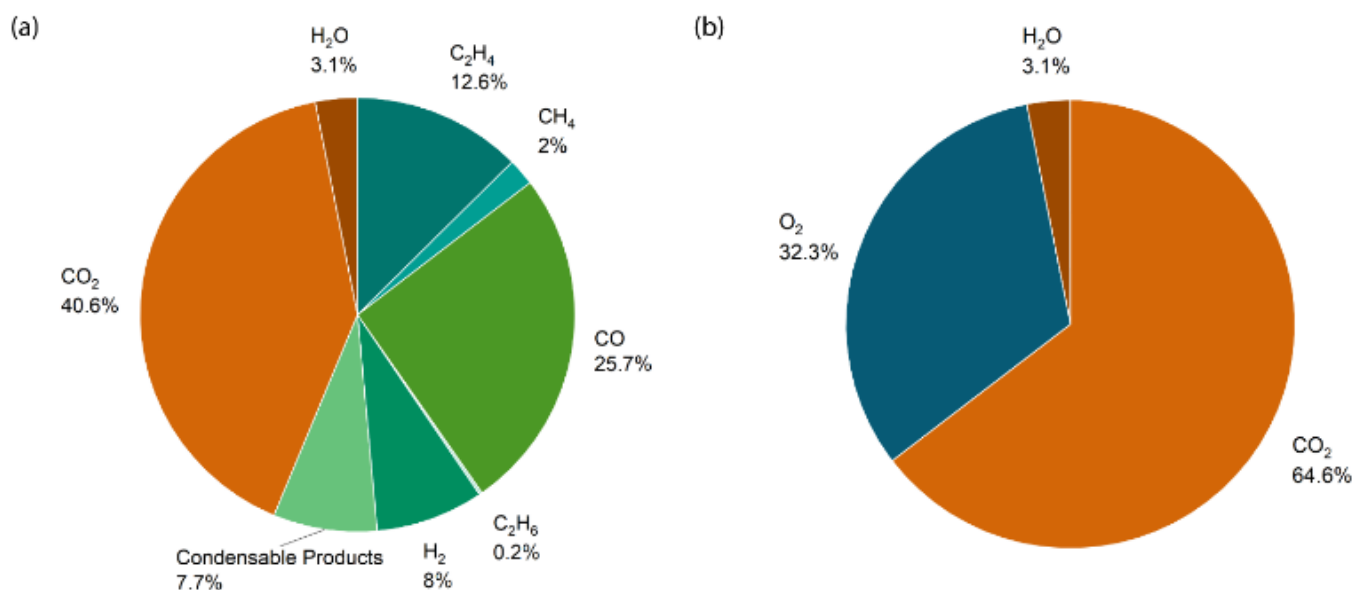 (a)
H₂O
3.1%
C₂H₄
12.6%
CH₄
2%
CO
25.7%
C₂H₆
0.2%
H₂
8%
Condensable Products
7.7%
CO₂
40.6%
(b)
H₂O
3.1%
O₂
32.3%
CO₂
64.6%